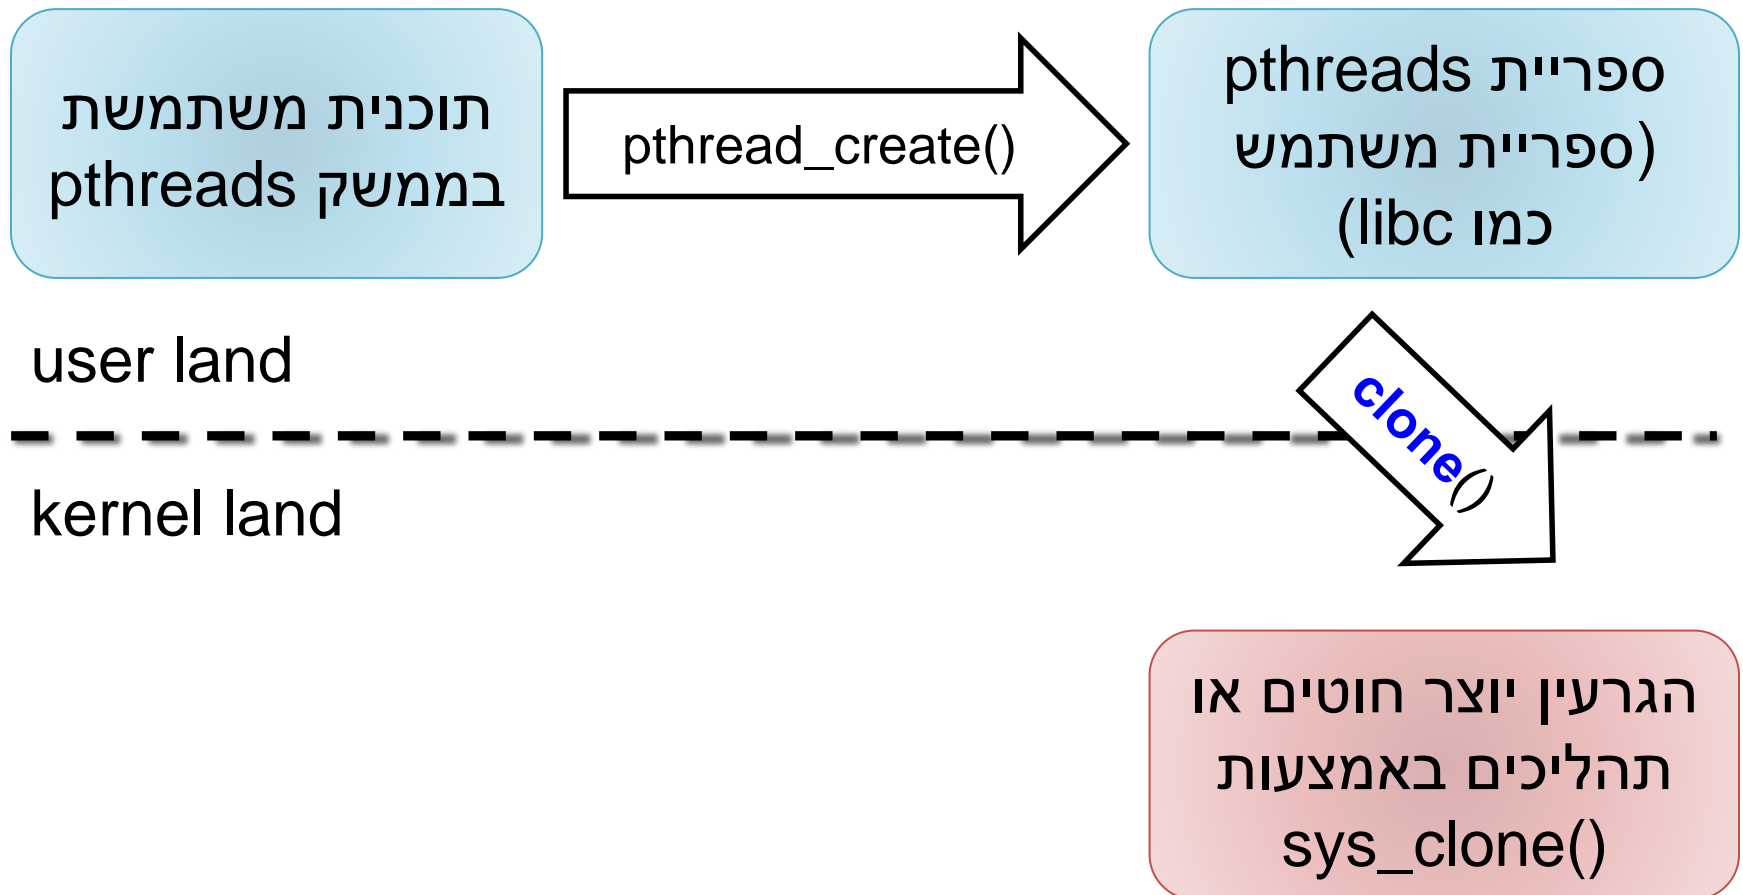 תוכנית משתמשת
בממשק pthreads
pthread_create()
ספריית pthreads
(ספריית משתמש
כמו libc)
user land
clone()
kernel land
הגרעין יוצר חוטים או
תהליכים באמצעות
sys_clone()